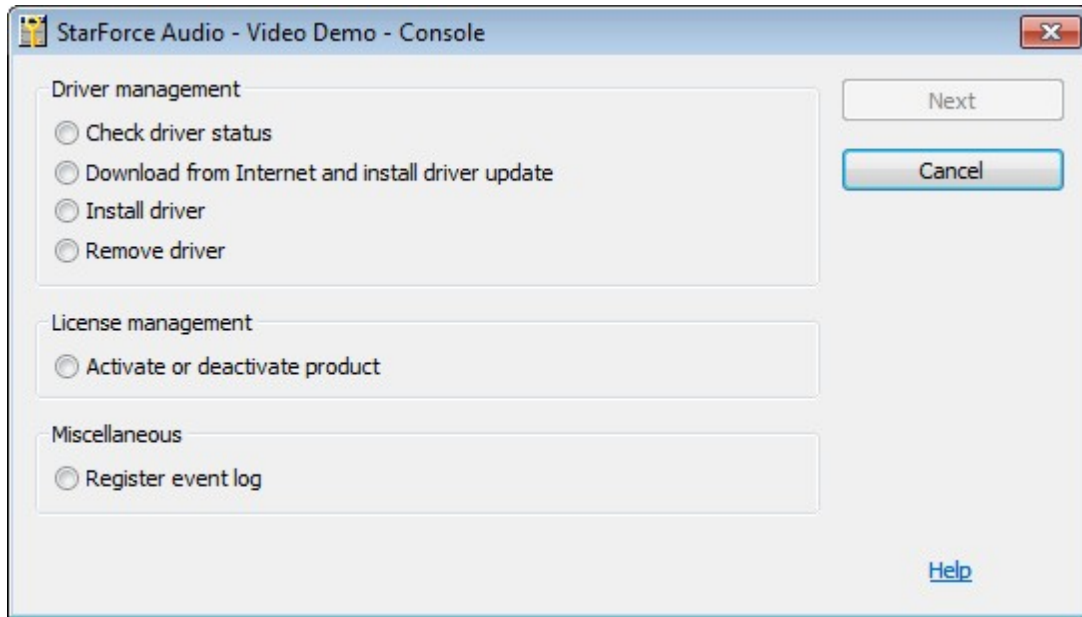 StarForce Audio - Video Demo - Console
Driver management
Check driver status
Download from Internet and install driver update
Install driver
Remove driver
License management
Activate or deactivate product
Miscellaneous
Register event log
Next
Cancel
Help